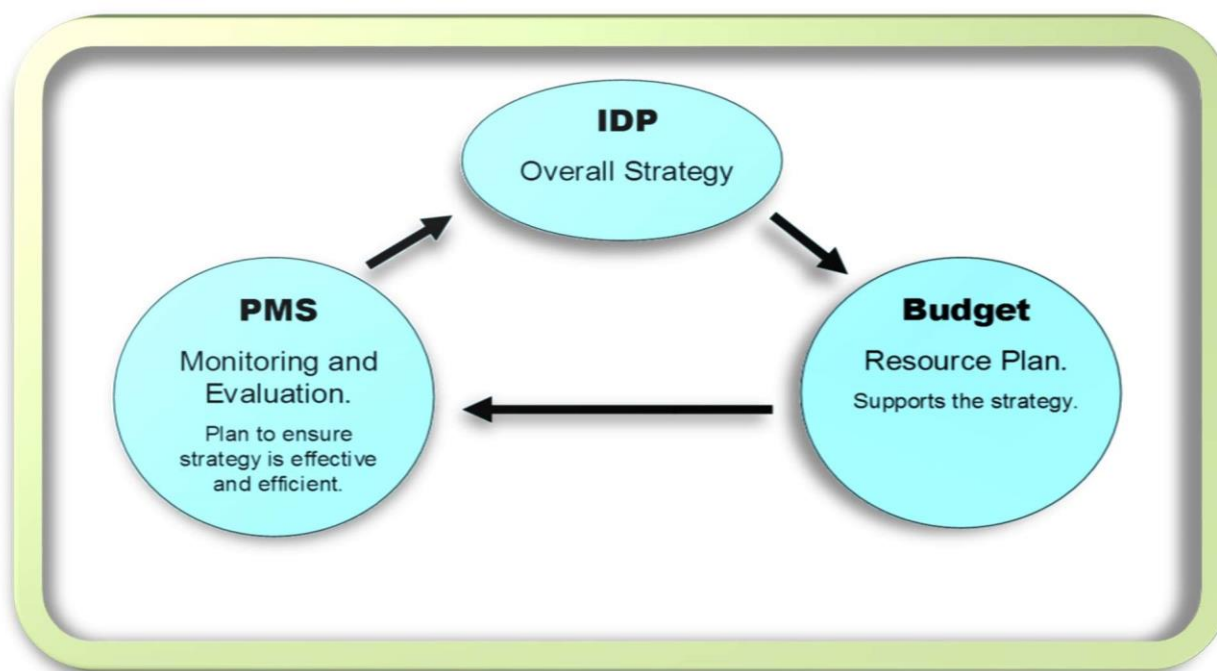 IDP
Overall Strategy
PMS
Monitoring and
Evaluation.
Plan to ensure
strategy is effective
and efficient.
Budget
Resource Plan.
Supports the strategy.